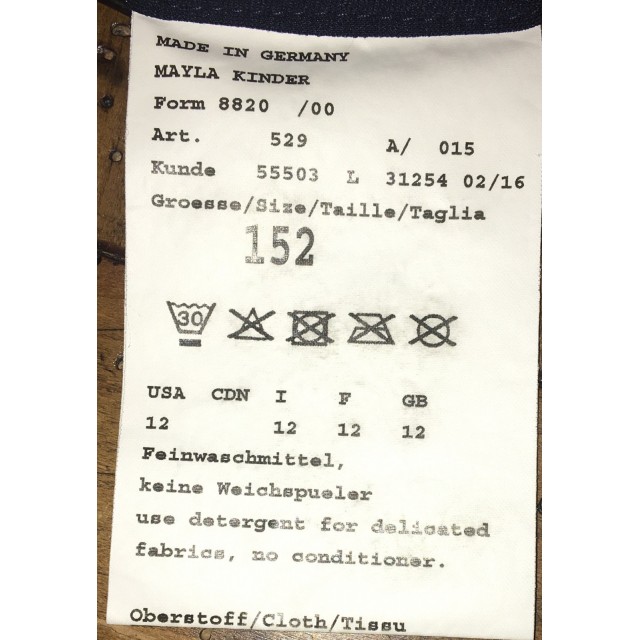 MADE IN GERMANY
MAYLA KINDER
Form 8820 /00
Art. 529 A/ 015
Kunde 55503 L 31254 02/16
Groesse/Size/Taille/Taglia
152
30
USA CDN I F GB
12 12 12 12
Feinwaschmittel,
keine Weichspueler
use detergent for delicated
fabrics, no conditioner.
Oberstoff/Cloth/Tissu